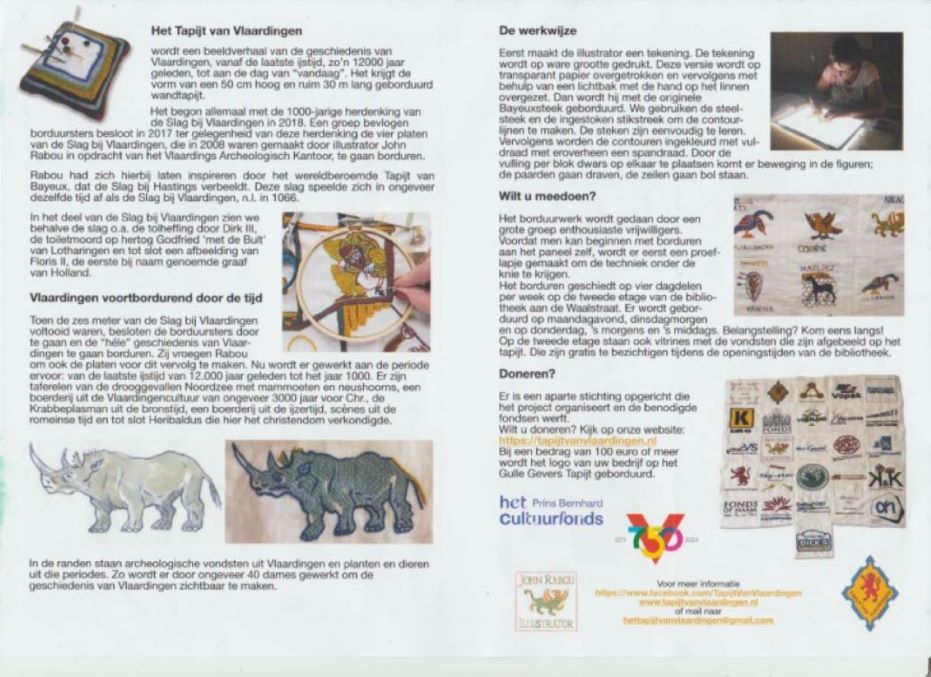 Het Tapijt van Vlaardingen
wordt een beeldverhaal van de geschiedenis van
Vlaardingen, vanaf de laatste ijstijd, zo'n 12000 jaar
geleden, tot aan de dag van "vandaag". Het krijgt de
vorm van een 50 cm hoog en ruim 30 m lang geborduurd
wandtapijt.
Het begon allemaal met de 1000-jarige herdenking van
de Slag bij Vlaardingen in 2018. Een groep bevlogen
borduursters besloot in 2017 ter gelegenheid van deze herdenking de vier platen
van de Slag bij Vlaardingen, die in 2008 waren gemaakt door illustrator John
Rabou in opdracht van het Vlaardings Archeologisch Kantoor, te gaan borduren.
Rabou had zich hierbij laten inspireren door het wereldberoemde Tapijt van
Bayeux, dat de Slag bij Hastings verbeeldt. Deze slag speelde zich in ongeveer
dezelfde tijd af als de Slag bij Vlaardingen, n.l. in 1066.
In het deel van de Slag bij Vlaardingen zien we
behalve de slag o.a. de tolheffing door Dirk III,
de toiletmoord op hertog Godfried 'met de Bult'
van Lotharingen en tot slot een afbeelding van
Floris II, de eerste bij naam genoemde graaf
van Holland.
Vlaardingen voortbordurend door de tijd
Toen de zes meter van de Slag bij Vlaardingen
voltooid waren, besloten de borduursters door
te gaan en de "héle" geschiedenis van Vlaar-
dingen te gaan borduren. Zij vroegen Rabou
om ook de platen voor dit vervolg te maken. Nu wordt er gewerkt aan de periode
ervoor: van de laatste ijstijd van 12.000 jaar geleden tot het jaar 1000. Er zijn
taferelen van de drooggevallen Noordzee met mammoeten en neushoorns, een
boerderij uit de Vlaardingencultuur van ongeveer 3000 jaar voor Chr., de
Krabbeplasman uit de bronstijd, een boerderij uit de ijzertijd, scènes uit de
romeinse tijd en tot slot Heribaldus die hier het christendom verkondigde.
In de randen staan archeologische vondsten uit Vlaardingen en planten en dieren
uit die periodes. Zo wordt er door ongeveer 40 dames gewerkt om de
geschiedenis van Vlaardingen zichtbaar te maken.
De werkwijze
Eerst maakt de illustrator een tekening. De tekening
wordt op ware grootte gedrukt. Deze versie wordt op
transparant papier overgetrokken en vervolgens met
behulp van een lichtbak met de hand op het linnen
overgezet. Dan wordt hij met de originele
Bayeuxsteek geborduurd. We gebruiken de steel-
steek en de ingestoken stikstreek om de contour-
lijnen te maken. De steken zijn eenvoudig te leren.
Vervolgens worden de contouren ingekleurd met vul-
draad met eroverheen een spandraad. Door de
vulling per blok dwars op elkaar te plaatsen komt er beweging in de figuren;
de paarden gaan draven, de zeilen gaan bol staan.
Wilt u meedoen?
Het borduurwerk wordt gedaan door een
grote groep enthousiaste vrijwilligers.
Voordat men kan beginnen met borduren
aan het paneel zelf, wordt er eerst een proef-
lapje gemaakt om de techniek onder de
knie te krijgen.
Het borduren geschiedt op vier dagdelen
per week op de tweede etage van de biblio-
theek aan de Waalstraat. Er wordt gebor-
duurd op maandagavond, dinsdagmorgen
en op donderdag, 's morgens en 's middags. Belangstelling? Kom eens langs!
Op de tweede etage staan ook vitrines met de vondsten die zijn afgebeeld op het
tapijt. Die zijn gratis te bezichtigen tijdens de openingstijden van de bibliotheek.
Doneren?
Er is een aparte stichting opgericht die
het project organiseert en de benodigde
fondsen werft.
Wilt u doneren? Kijk op onze website:
https://tapijtvanvlaardingen.nl
Bij een bedrag van 100 euro of meer
wordt het logo van uw bedrijf op het
Gulle Gevers Tapijt geborduurd.
het Prins Bernhard
cultuurfonds
1273 750 2023
Vopak
FONDS
K&K
DICK'S
JOHN RABOU
ILLUSTRATOR
Voor meer informatie
https://www.facebook.com/TapijtVanVlaardingen
www.tapijtvanvlaardingen.nl
of mail naar
hettapijtvanvlaardingen@gmail.com